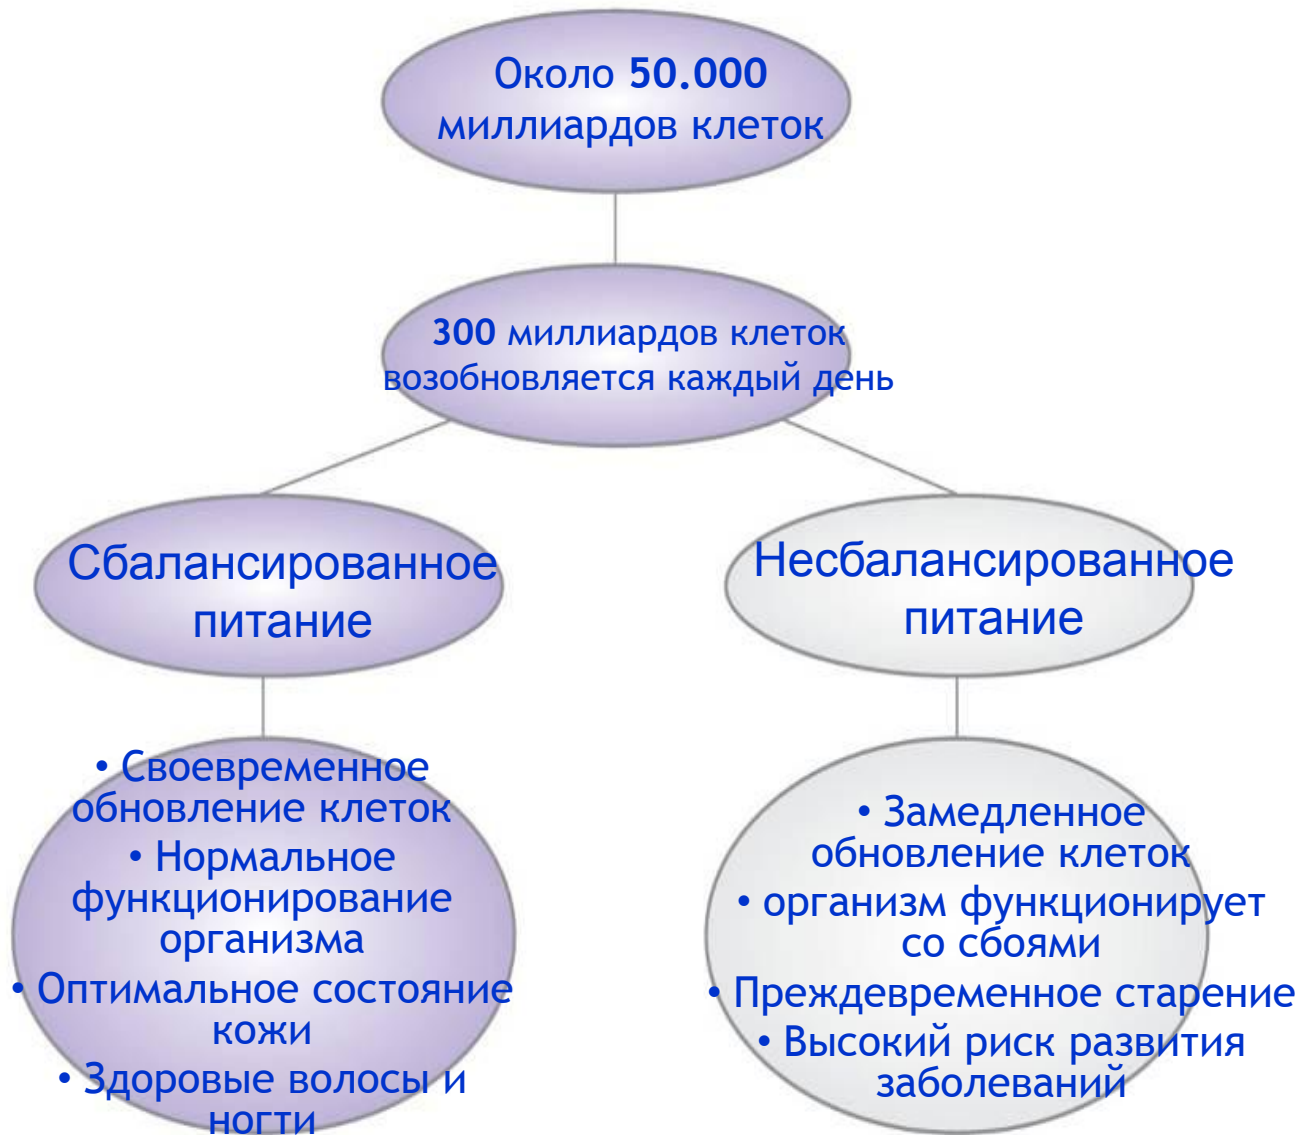 Около 50.000
миллиардов клеток
300 миллиардов клеток
возобновляется каждый день
Сбалансированное
питание
Несбалансированное
питание
• Своевременное
обновление клеток
• Нормальное
функционирование
организма
• Оптимальное состояние
кожи
• Здоровые волосы и
ногти
• Замедленное
обновление клеток
• организм функционирует
со сбоями
• Преждевременное старение
• Высокий риск развития
заболеваний